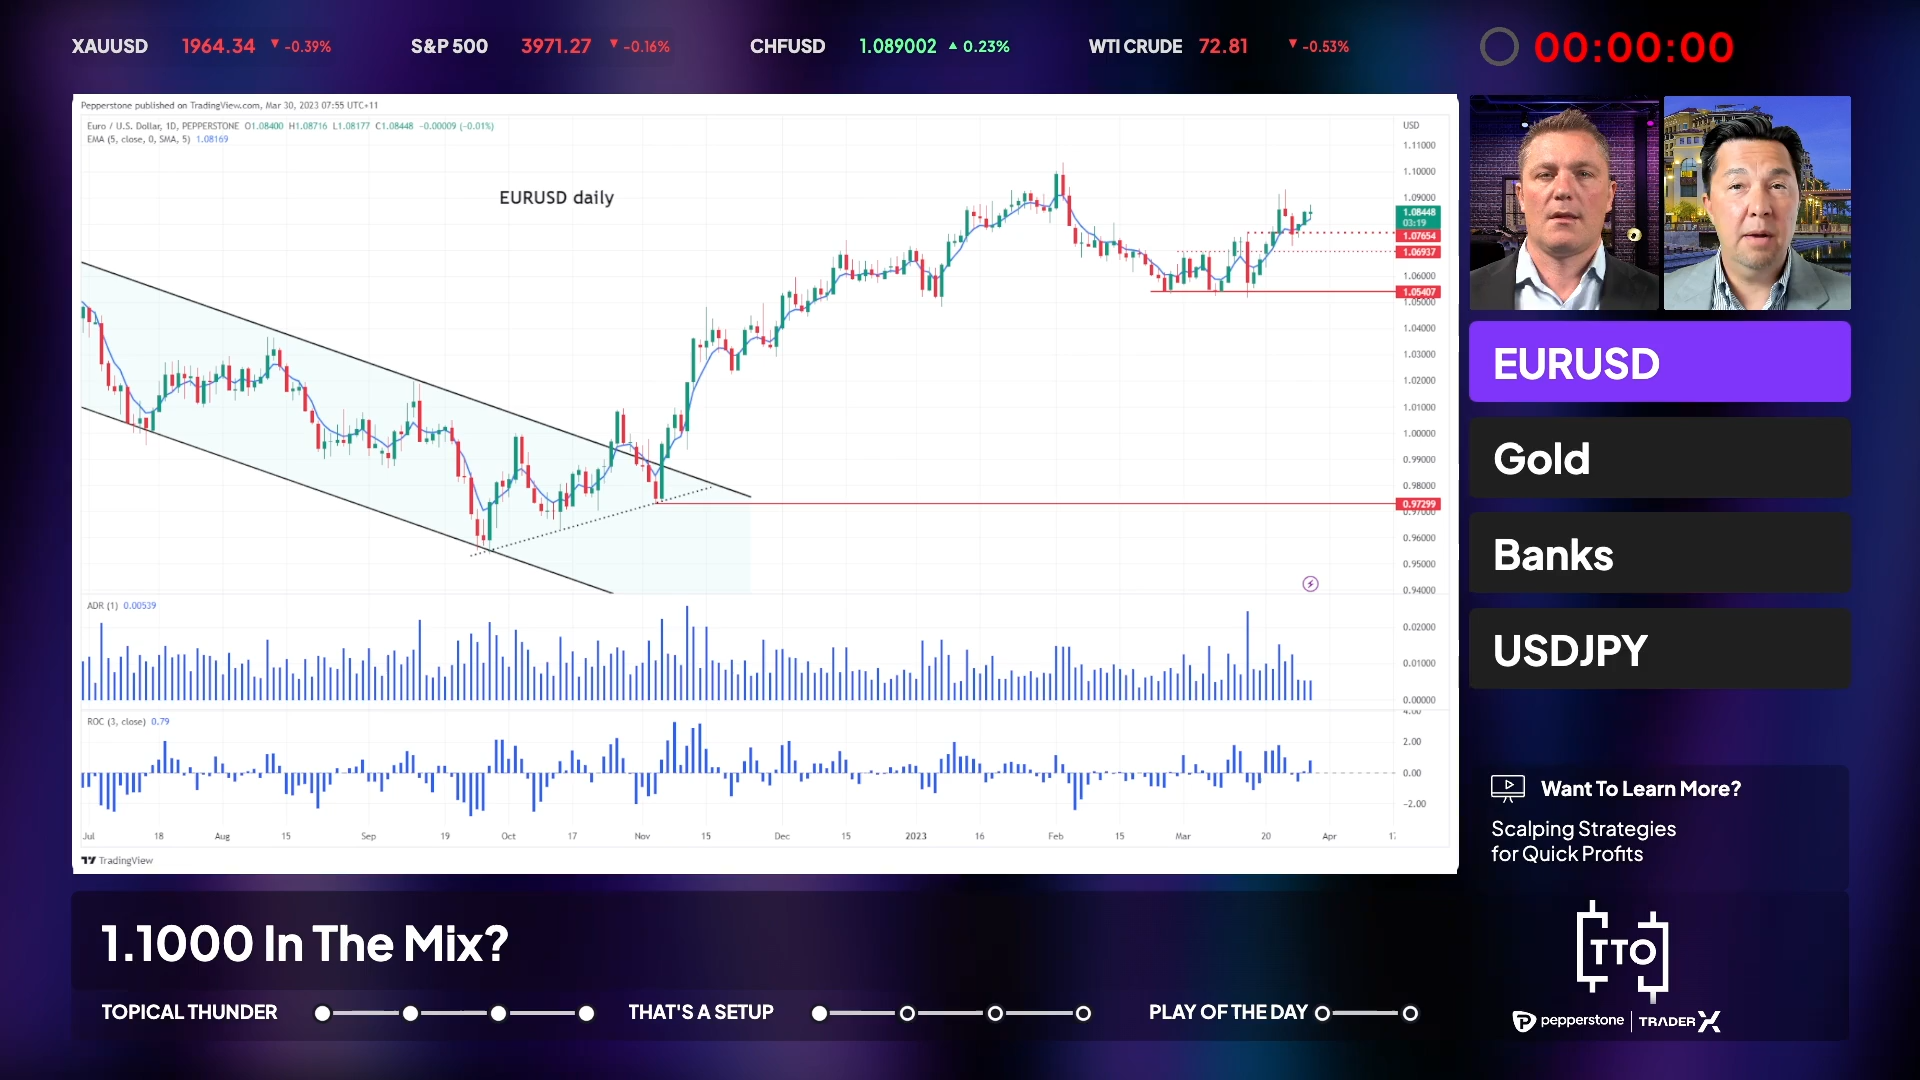 XAUUSD 1964.34 ▼ -0.39% S&P 500 3971.27 ▼ -0.16% CHFUSD 1.089002 ▲ 0.23% WTI CRUDE 72.81 ▼ -0.53% 00:00:00
Pepperstone published on TradingView.com, Mar 30, 2023 07:55 UTC+11
Euro / U.S. Dollar, 1D, PEPPERSTONE O1.08400 H1.08716 L1.08177 C1.08448 -0.00009 (-0.01%)
EMA (5, close, 0, SMA, 5) 1.08169
EURUSD daily
USD
1.11000
1.10000
1.09000
1.08448
03:19
1.07654
1.06937
1.06000
1.05407
1.05000
1.04000
1.03000
1.02000
1.01000
1.00000
0.99000
0.98000
0.97299
0.97000
0.96000
0.95000
0.94000
ADR (1) 0.00539
0.02000
0.01000
0.00000
ROC (3, close) 0.79
4.00
2.00
0.00
-2.00
Jul 18 Aug 15 Sep 19 Oct 17 Nov 15 Dec 15 2023 16 Feb 15 Mar 20 Apr 17
TradingView
EURUSD
Gold
Banks
USDJPY
Want To Learn More?
Scalping Strategies
for Quick Profits
1.1000 In The Mix?
TOPICAL THUNDER THAT'S A SETUP PLAY OF THE DAY
TTO
pepperstone | TRADER X